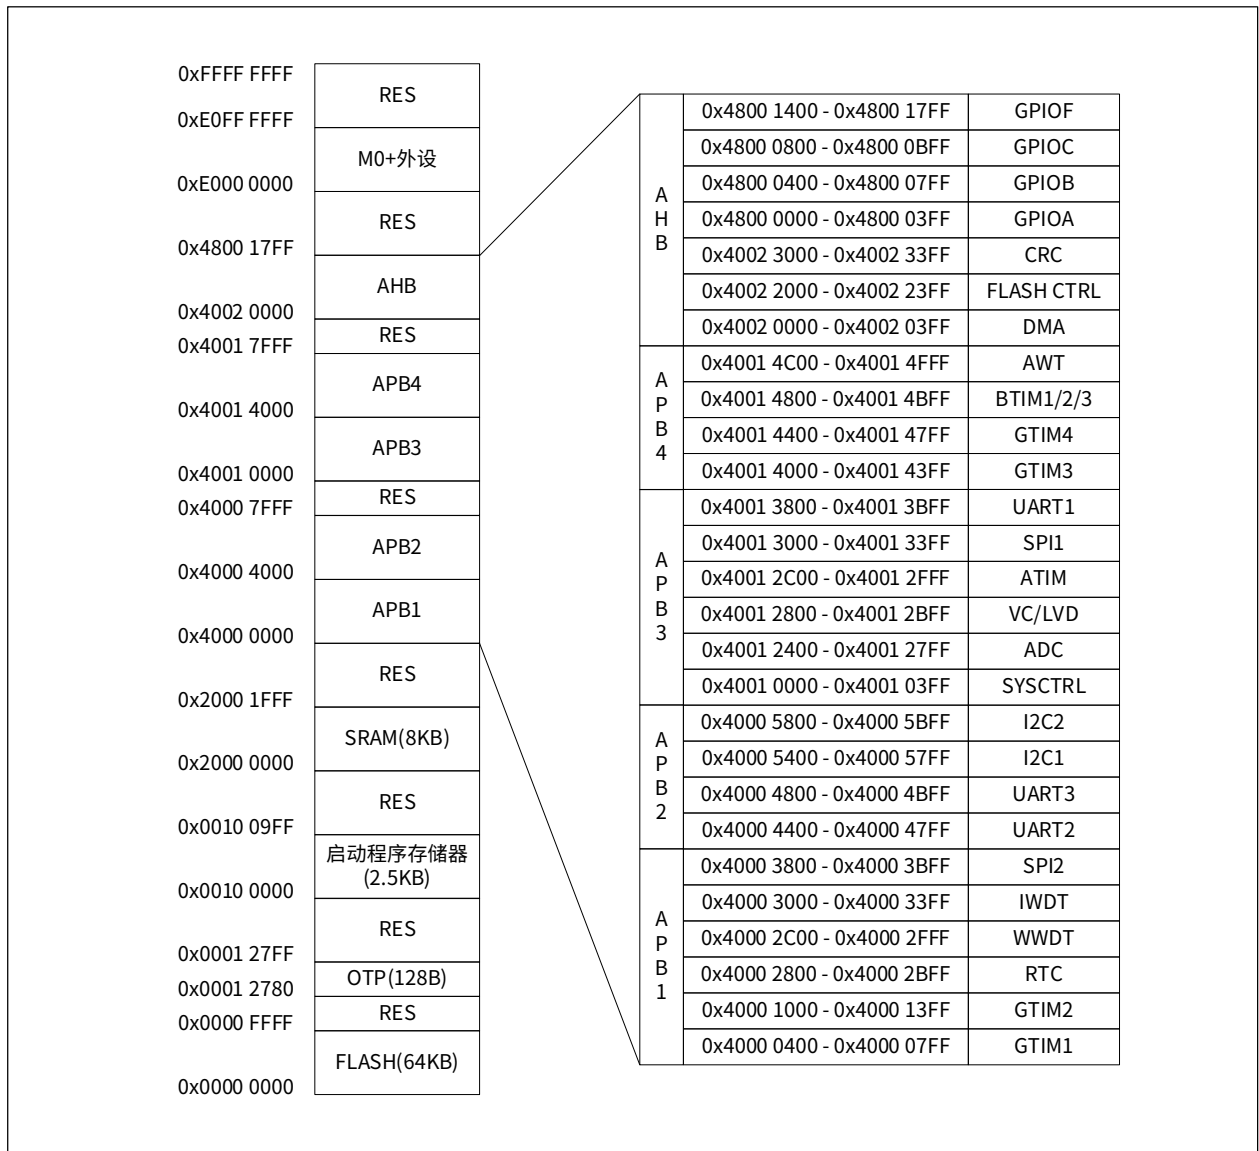 0xFFFF FFFF
RES
0xE0FF FFFF
M0+外设
0xE000 0000
RES
0x4800 17FF
AHB
0x4002 0000
RES
0x4001 7FFF
APB4
0x4001 4000
APB3
0x4001 0000
RES
0x4000 7FFF
APB2
0x4000 4000
APB1
0x4000 0000
RES
0x2000 1FFF
SRAM(8KB)
0x2000 0000
RES
0x0010 09FF
启动程序存储器
(2.5KB)
0x0010 0000
RES
0x0001 27FF
OTP(128B)
0x0001 2780
RES
0x0000 FFFF
FLASH(64KB)
0x0000 0000
AHB
0x4800 1400 - 0x4800 17FF GPIOF
0x4800 0800 - 0x4800 0BFF GPIOC
0x4800 0400 - 0x4800 07FF GPIOB
0x4800 0000 - 0x4800 03FF GPIOA
0x4002 3000 - 0x4002 33FF CRC
0x4002 2000 - 0x4002 23FF FLASH CTRL
0x4002 0000 - 0x4002 03FF DMA
APB4
0x4001 4C00 - 0x4001 4FFF AWT
0x4001 4800 - 0x4001 4BFF BTIM1/2/3
0x4001 4400 - 0x4001 47FF GTIM4
0x4001 4000 - 0x4001 43FF GTIM3
APB3
0x4001 3800 - 0x4001 3BFF UART1
0x4001 3000 - 0x4001 33FF SPI1
0x4001 2C00 - 0x4001 2FFF ATIM
0x4001 2800 - 0x4001 2BFF VC/LVD
0x4001 2400 - 0x4001 27FF ADC
0x4001 0000 - 0x4001 03FF SYSCTRL
APB2
0x4000 5800 - 0x4000 5BFF I2C2
0x4000 5400 - 0x4000 57FF I2C1
0x4000 4800 - 0x4000 4BFF UART3
0x4000 4400 - 0x4000 47FF UART2
APB1
0x4000 3800 - 0x4000 3BFF SPI2
0x4000 3000 - 0x4000 33FF IWDT
0x4000 2C00 - 0x4000 2FFF WWDT
0x4000 2800 - 0x4000 2BFF RTC
0x4000 1000 - 0x4000 13FF GTIM2
0x4000 0400 - 0x4000 07FF GTIM1